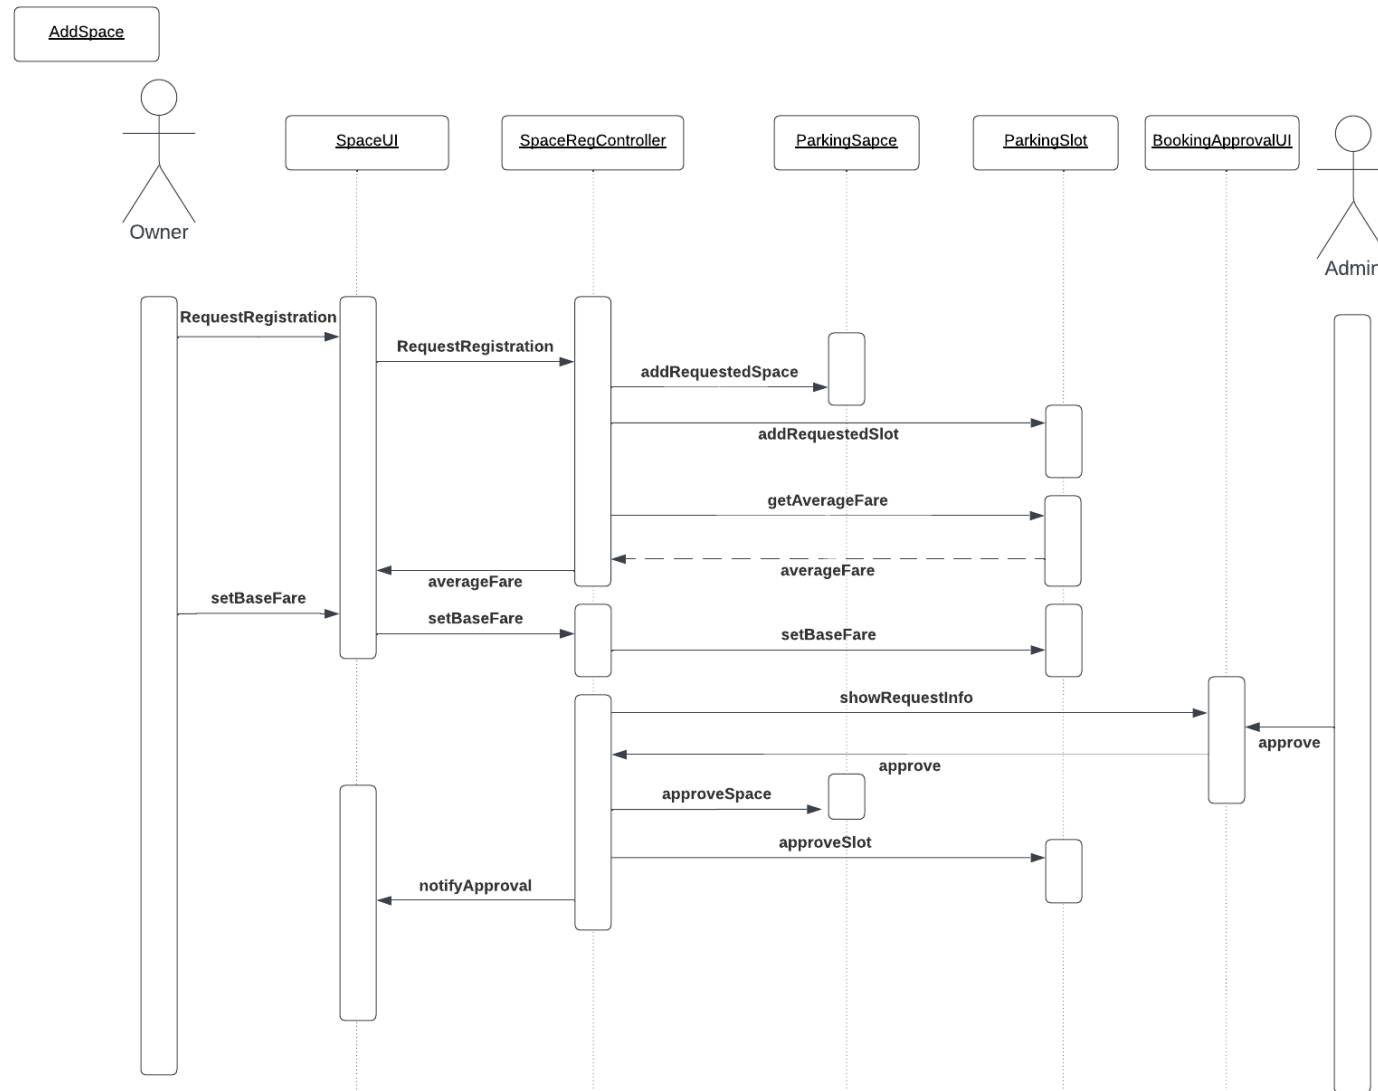 AddSpace
SpaceUI
SpaceRegController
ParkingSapce
ParkingSlot
BookingApprovalUI
Owner
Admin
RequestRegistration
RequestRegistration
addRequestedSpace
addRequestedSlot
getAverageFare
averageFare
averageFare
setBaseFare
setBaseFare
setBaseFare
showRequestInfo
approve
approve
approveSpace
approveSlot
notifyApproval